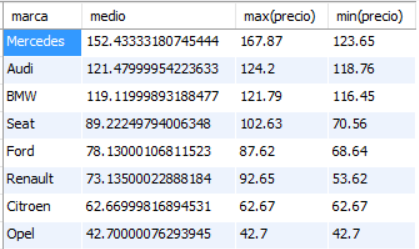 marca medio max(precio) min(precio)
Mercedes 152.43333180745444 167.87 123.65
Audi 121.47999954223633 124.2 118.76
BMW 119.11999893188477 121.79 116.45
Seat 89.22249794006348 102.63 70.56
Ford 78.13000106811523 87.62 68.64
Renault 73.13500022888184 92.65 53.62
Citroen 62.66999816894531 62.67 62.67
Opel 42.70000076293945 42.7 42.7